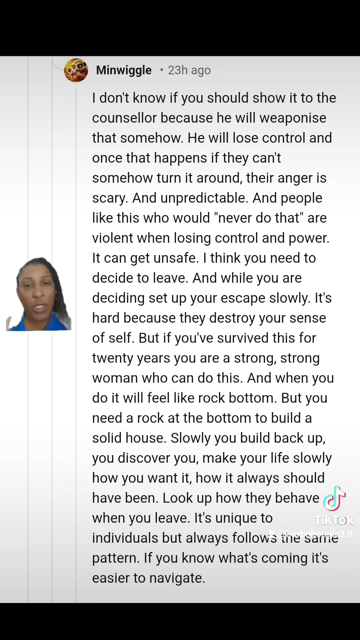 Minwiggle • 23h ago
I don't know if you should show it to the
counsellor because he will weaponise
that somehow. He will lose control and
once that happens if they can't
somehow turn it around, their anger is
scary. And unpredictable. And people
like this who would "never do that" are
violent when losing control and power.
It can get unsafe. I think you need to
decide to leave. And while you are
deciding set up your escape slowly. It's
hard because they destroy your sense
of self. But if you've survived this for
twenty years you are a strong, strong
woman who can do this. And when you
do it will feel like rock bottom. But you
need a rock at the bottom to build a
solid house. Slowly you build back up,
you discover you, make your life slowly
how you want it, how it always should
have been. Look up how they behave
when you leave. It's unique to
individuals but always follows the same
pattern. If you know what's coming it's
easier to navigate.
TikTok